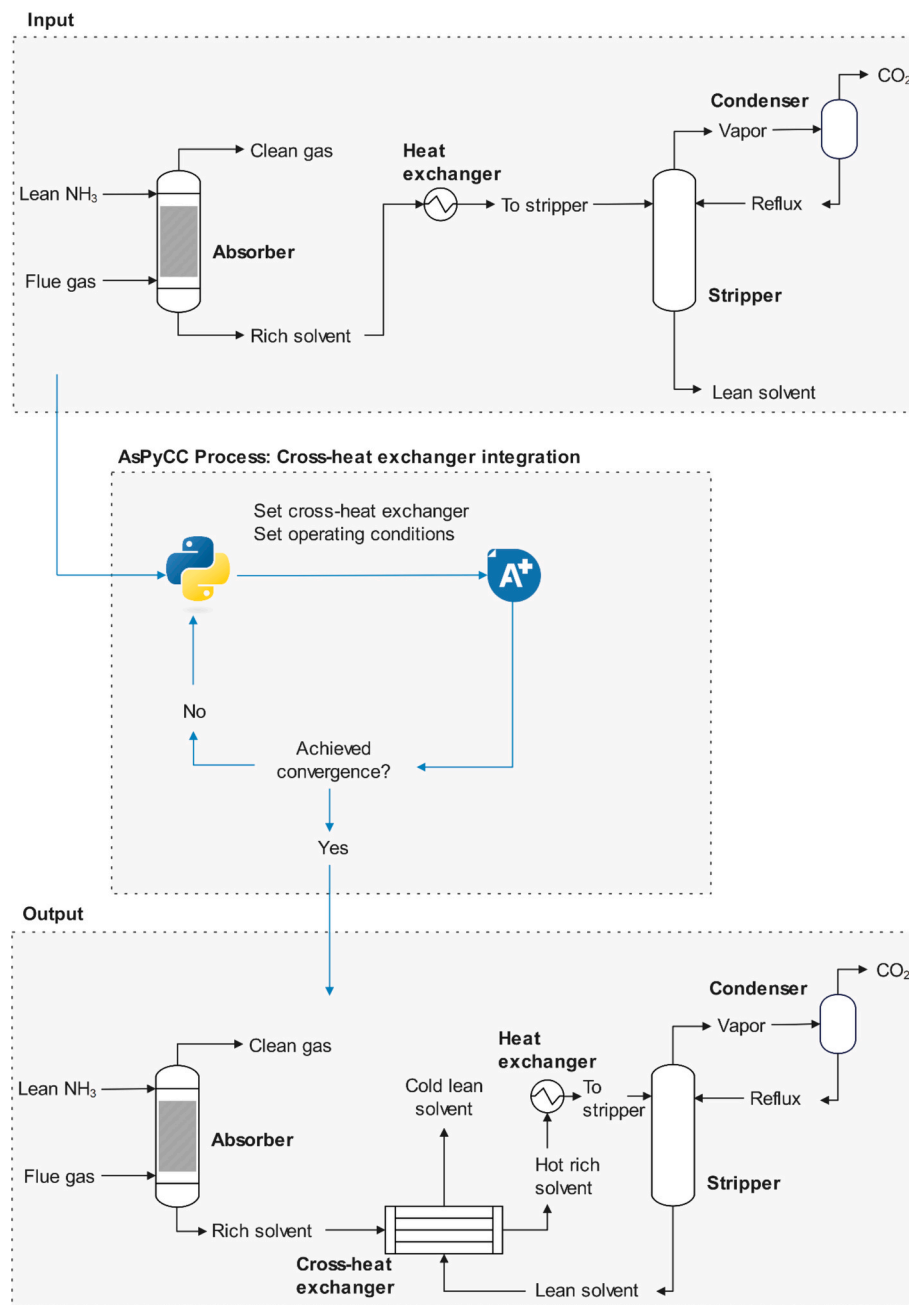 Input
CO₂
Condenser
Vapor
Clean gas
Heat
exchanger
Lean NH₃
To stripper
Reflux
Absorber
Flue gas
Stripper
Rich solvent
Lean solvent
AsPyCC Process: Cross-heat exchanger integration
Set cross-heat exchanger
Set operating conditions
A+
No
Achieved
convergence?
Yes
Output
CO₂
Condenser
Vapor
Clean gas
Heat
exchanger
Lean NH₃
Cold lean
solvent
To
stripper
Reflux
Absorber
Flue gas
Hot rich
solvent
Stripper
Rich solvent
Cross-heat
exchanger
Lean solvent